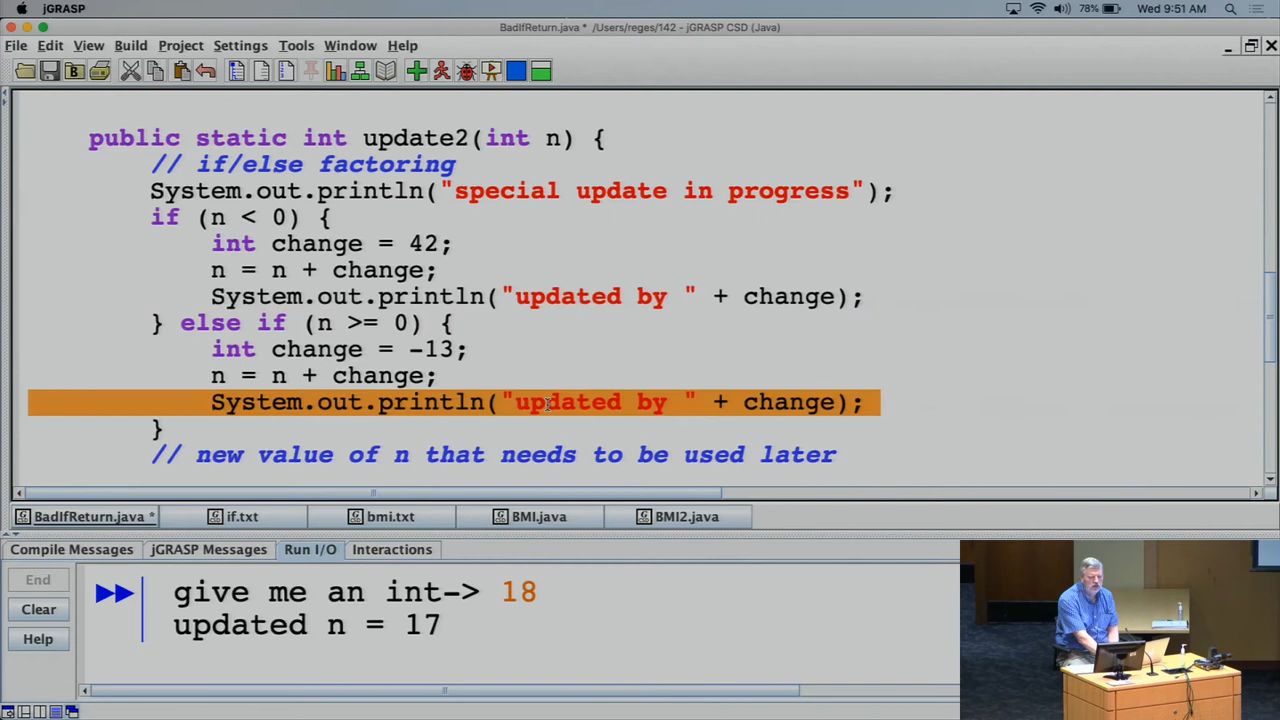 jGRASP
78%
Wed 9:51 AM
BadIfReturn.java * /Users/reges/142 - jGRASP CSD (Java)
File Edit View Build Project Settings Tools Window Help
public static int update2(int n) {
// if/else factoring
System.out.println("special update in progress");
if (n < 0) {
int change = 42;
n = n + change;
System.out.println("updated by " + change);
} else if (n >= 0) {
int change = -13;
n = n + change;
System.out.println("updated by " + change);
}
// new value of n that needs to be used later
BadIfReturn.java * if.txt bmi.txt BMI.java BMI2.java
Compile Messages jGRASP Messages Run I/O Interactions
End
Clear
Help
give me an int-> 18
updated n = 17